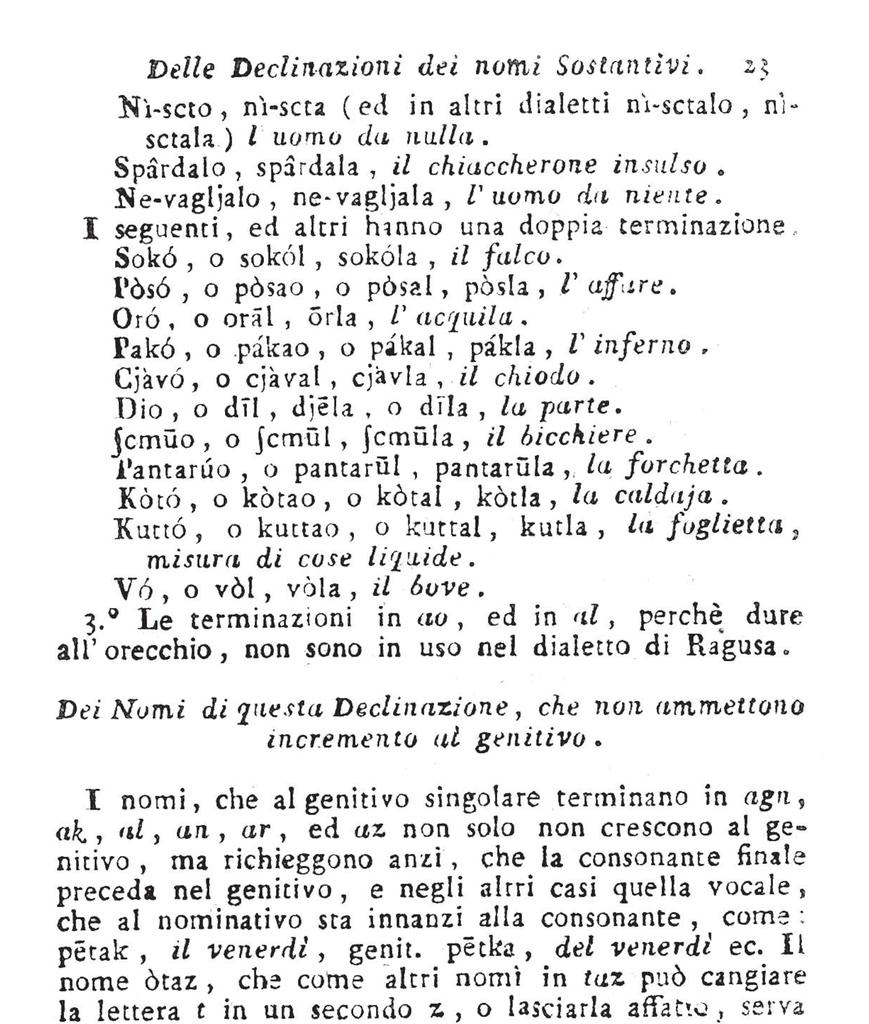 Delle Declinazioni dei nomi Sostantivi. 23
Nì-scto, nì-scta (ed in altri dialetti nì-sctalo, nì-
sctala) l'uomo da nulla.
Spârdalo, spârdala, il chiaccherone insulso.
Ne-vagljalo, ne-vagljala, l'uomo da niente.
I seguenti, ed altri hanno una doppia terminazione.
Sokó, o sokól, sokóla, il falco.
Pòsó, o pòsao, o pòsal, pòsla, l'affare.
Oró, o orāl, ōrla, l'acquila.
Pakó, o pákao, o pákal, pákla, l'inferno.
Cjàvó, o cjàval, cjàvla, il chiodo.
Dio, o dīl, djēla, o dīla, la parte.
ʃcmūo, o ʃcmūl, ʃcmūla, il bicchiere.
Pantarúo, o pantarūl, pantarūla, la forchetta.
Kòtó, o kòtao, o kòtal, kòtla, la caldaja.
Kuttó, o kuttao, o kuttal, kutla, la foglietta,
misura di cose liquide.
Vó, o vòl, vòla, il bove.
3.º Le terminazioni in ao, ed in al, perchè dure
all'orecchio, non sono in uso nel dialetto di Ragusa.
Dei Nomi di questa Declinazione, che non ammettono
incremento al genitivo.
I nomi, che al genitivo singolare terminano in agn,
ak, al, an, ar, ed az non solo non crescono al ge-
nitivo, ma richieggono anzi, che la consonante finale
preceda nel genitivo, e negli altri casi quella vocale,
che al nominativo sta innanzi alla consonante, come:
pētak, il venerdì, genit. pētka, del venerdì ec. Il
nome òtaz, che come altri nomi in taz può cangiare
la lettera t in un secondo z, o lasciarla affatto, serva